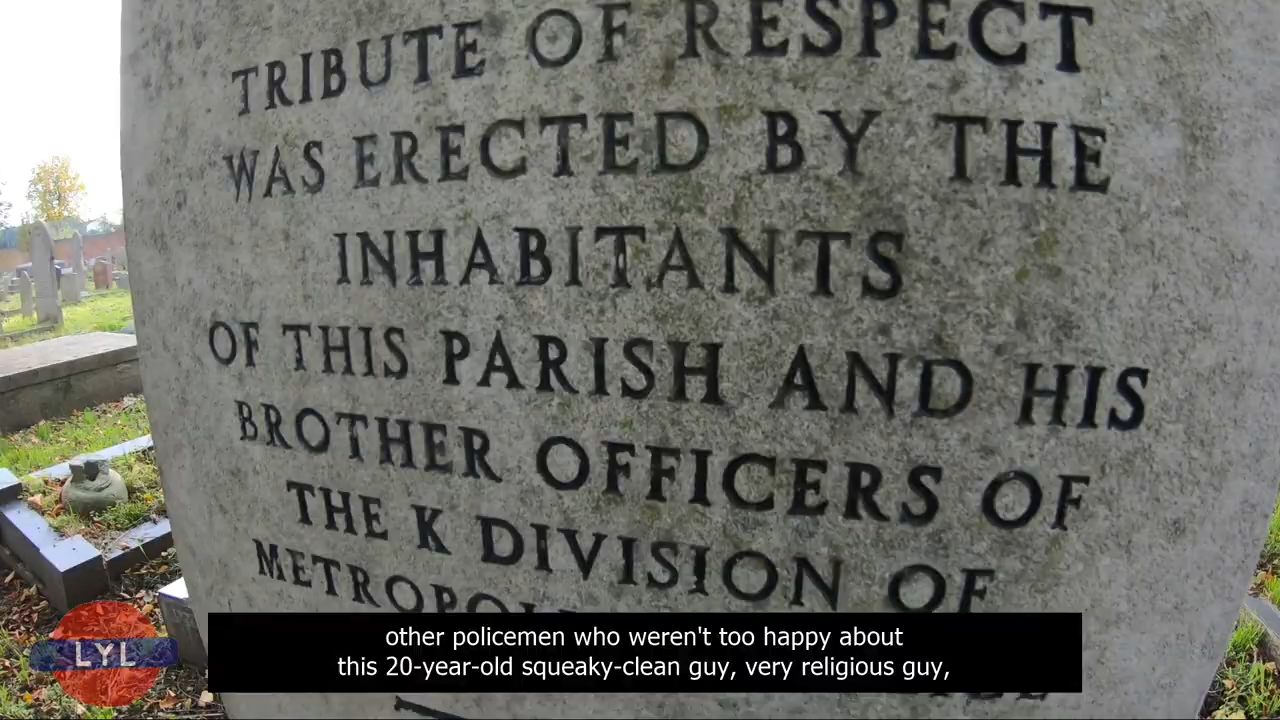 TRIBUTE OF RESPECT
WAS ERECTED BY THE
INHABITANTS
OF THIS PARISH AND HIS
BROTHER OFFICERS OF
THE K DIVISION OF
LYL
other policemen who weren't too happy about
this 20-year-old squeaky-clean guy, very religious guy,